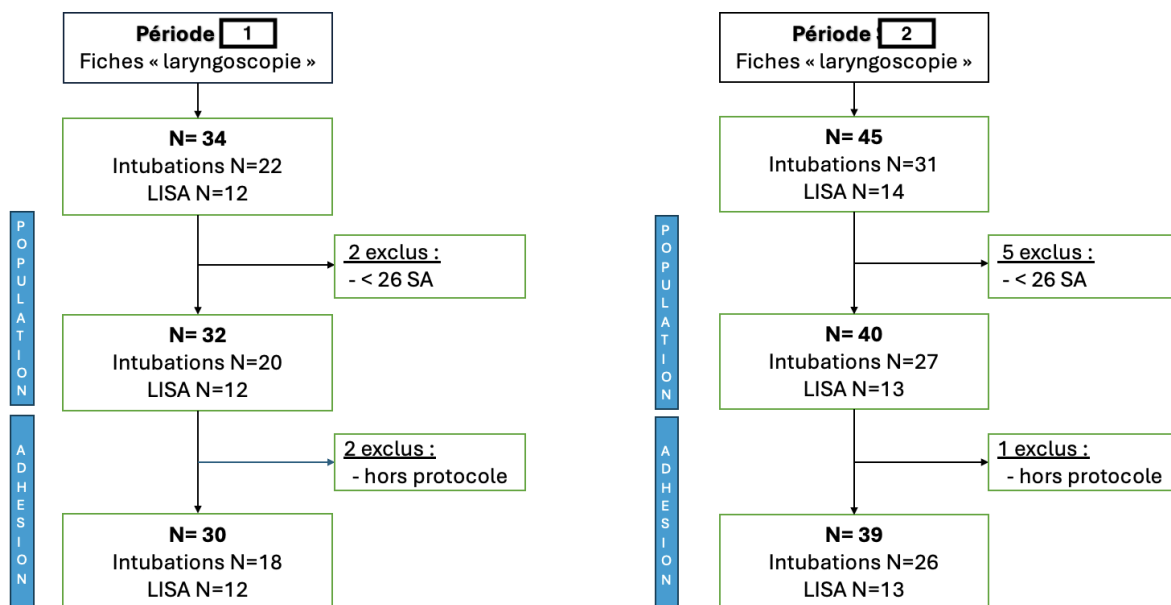 Période 1
Fiches « laryngoscopie »
N= 34
Intubations N=22
LISA N=12
POPULATION
2 exclus :
- < 26 SA
N= 32
Intubations N=20
LISA N=12
ADHESION
2 exclus :
- hors protocole
N= 30
Intubations N=18
LISA N=12
Période 2
Fiches « laryngoscopie »
N= 45
Intubations N=31
LISA N=14
POPULATION
5 exclus :
- < 26 SA
N= 40
Intubations N=27
LISA N=13
ADHESION
1 exclus :
- hors protocole
N= 39
Intubations N=26
LISA N=13